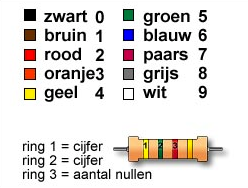 zwart 0 groen 5
bruin 1 blauw 6
rood 2 paars 7
oranje3 grijs 8
geel 4 wit 9
ring 1 = cijfer
ring 2 = cijfer
ring 3 = aantal nullen
1 2 3 4